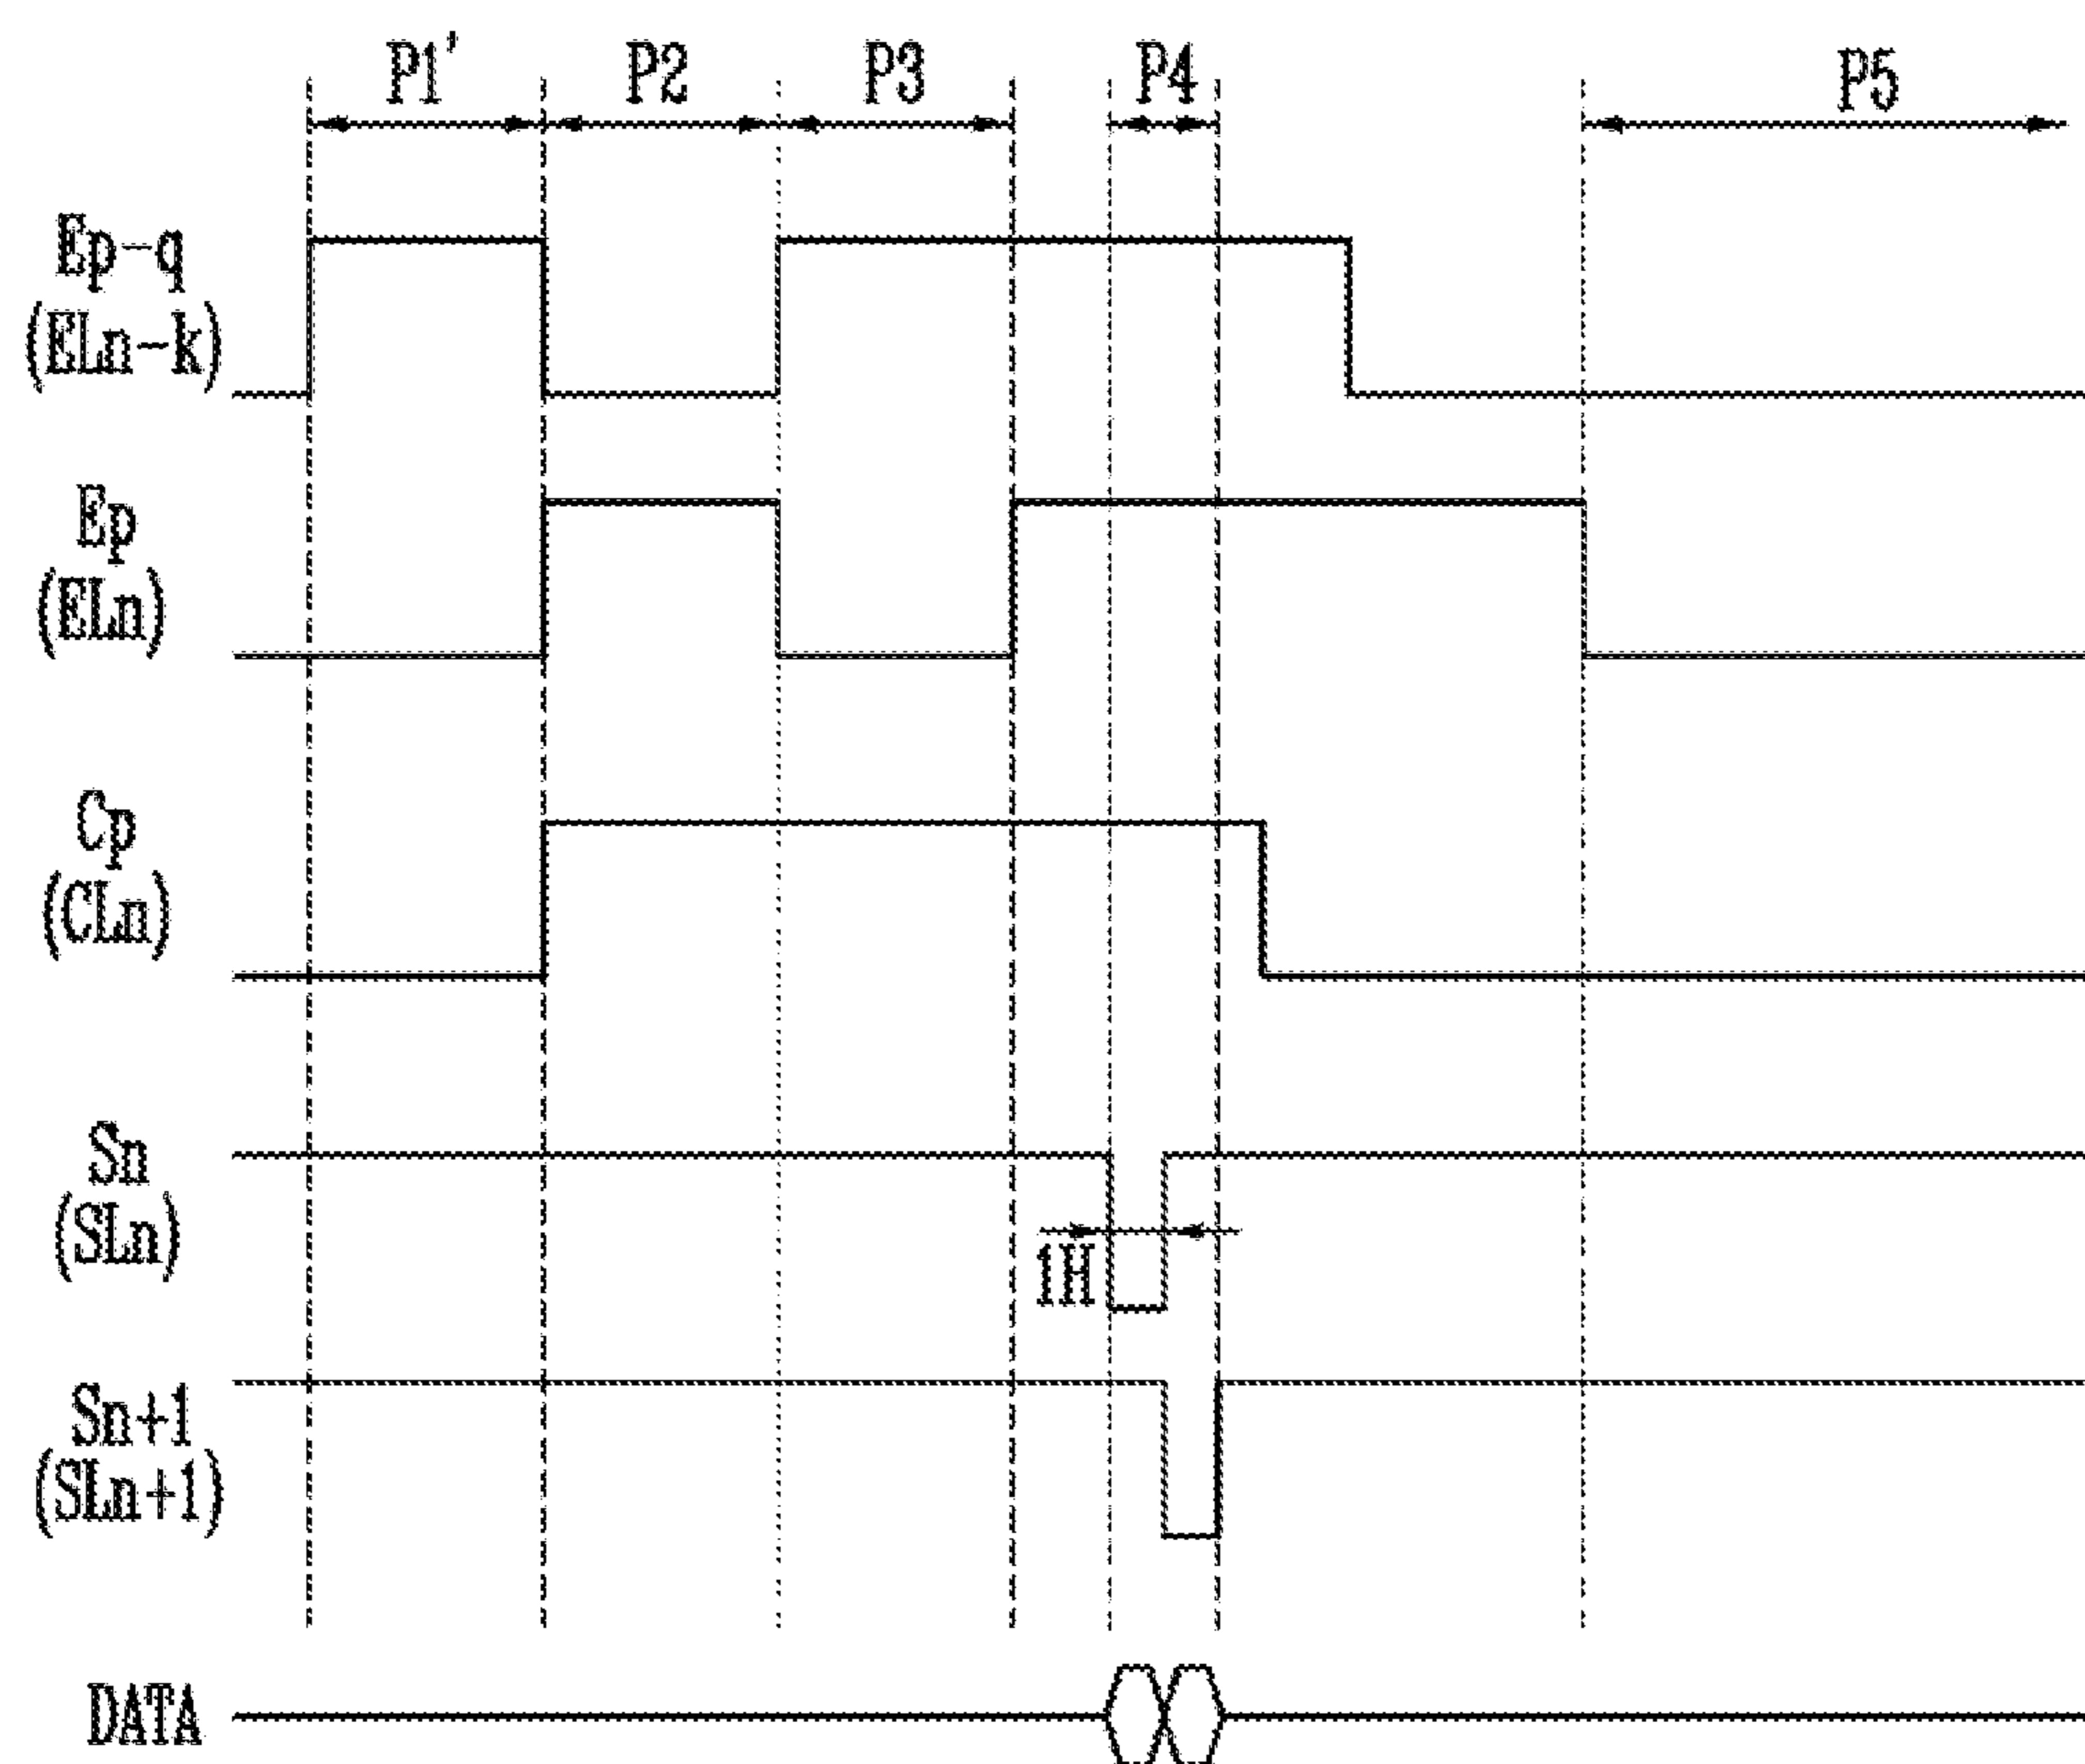 P1' P2 P3 P4 P5
Ep-q
(ELn-k)
Ep
(ELn)
Cp
(CLn)
Sn
(SLn)
1H
Sn+1
(SLn+1)
DATA